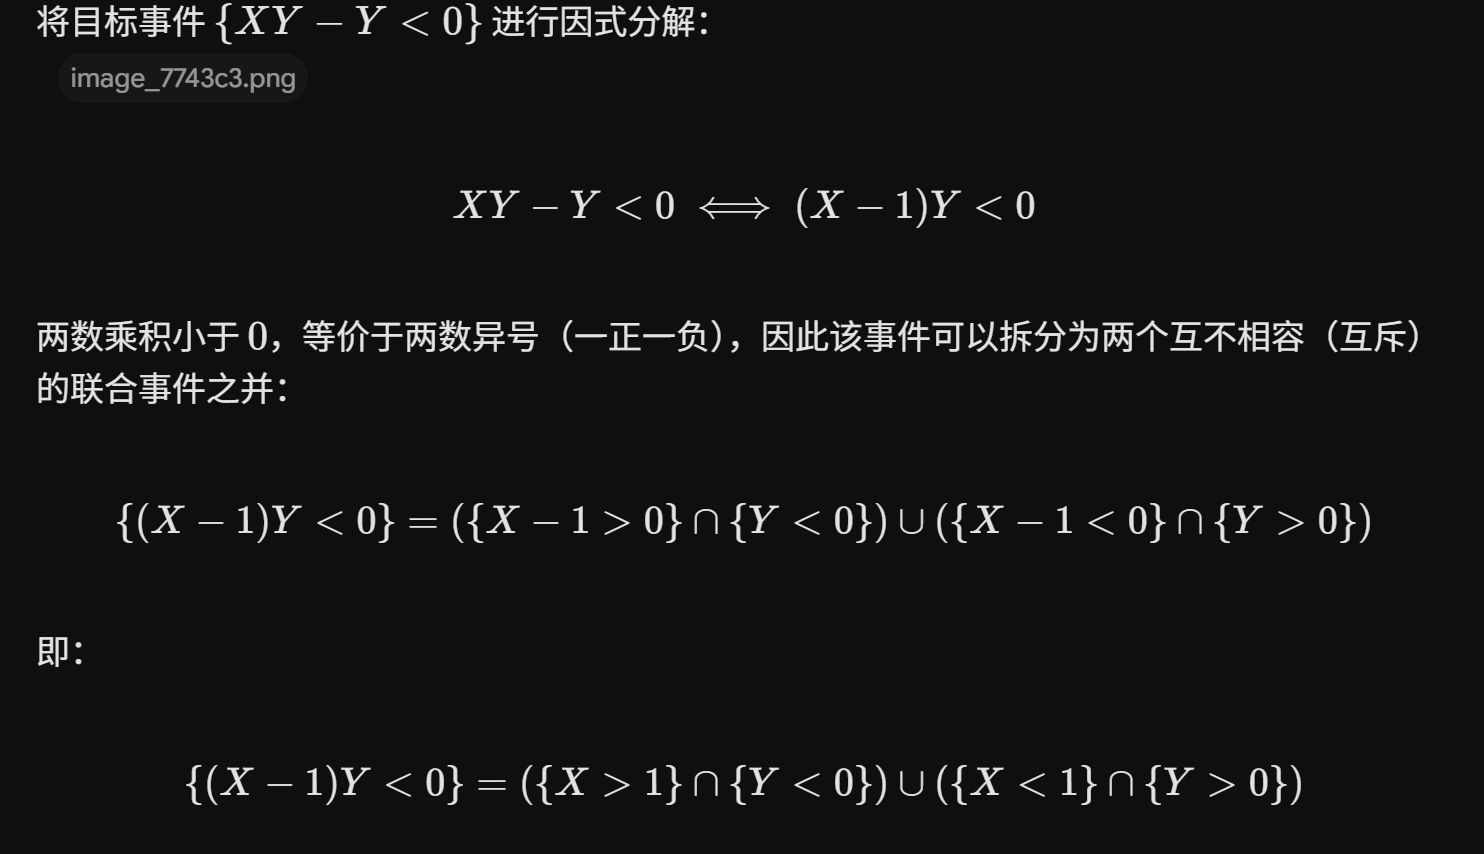 将目标事件 {XY − Y < 0} 进行因式分解：
image_7743c3.png
XY − Y < 0 ⟺ (X − 1)Y < 0
两数乘积小于 0，等价于两数异号（一正一负），因此该事件可以拆分为两个互不相容（互斥）
的联合事件之并：
{(X − 1)Y < 0} = ({X − 1 > 0} ∩ {Y < 0}) ∪ ({X − 1 < 0} ∩ {Y > 0})
即：
{(X − 1)Y < 0} = ({X > 1} ∩ {Y < 0}) ∪ ({X < 1} ∩ {Y > 0})